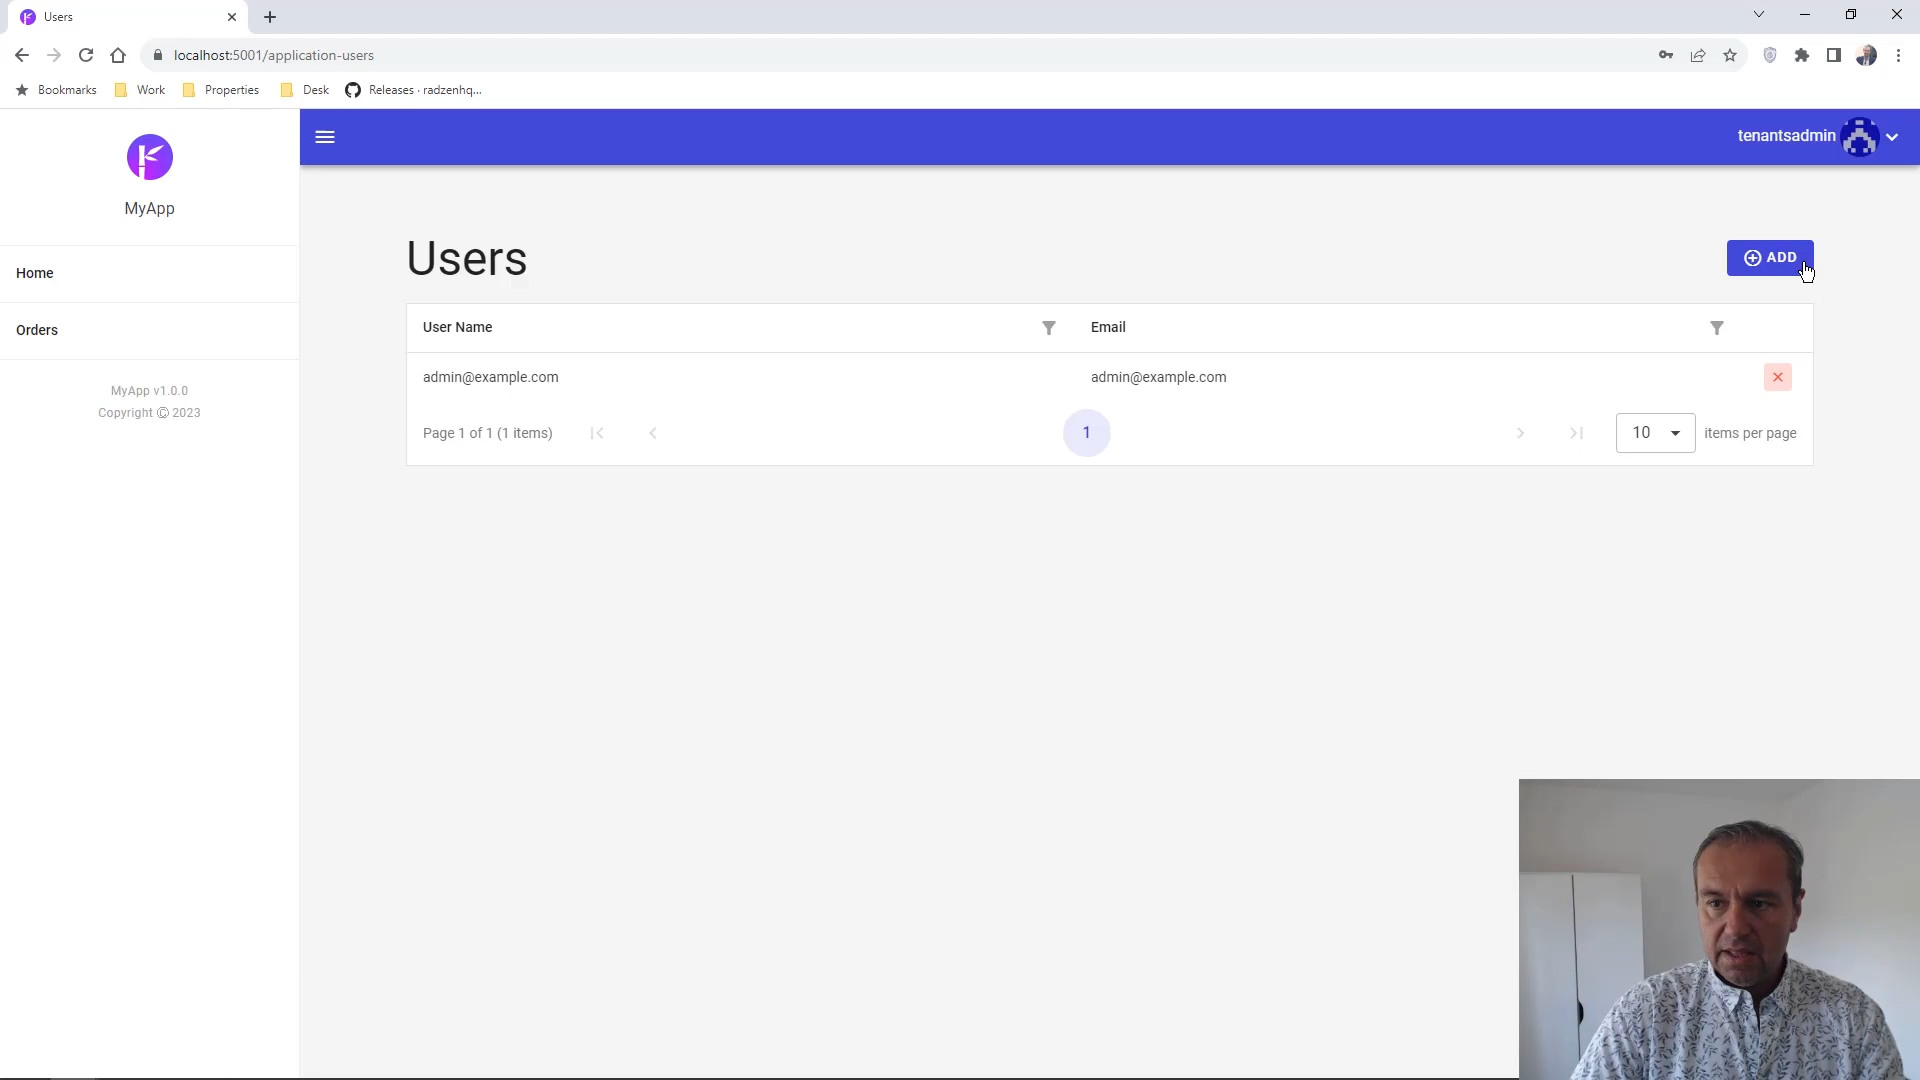 Users
localhost:5001/application-users
Bookmarks
Work
Properties
Desk
Releases · radzenhq...
MyApp
tenantsadmin
Home
Orders
MyApp v1.0.0
Copyright © 2023
Users
ADD
User Name
Email
admin@example.com
admin@example.com
Page 1 of 1 (1 items)
1
10
items per page